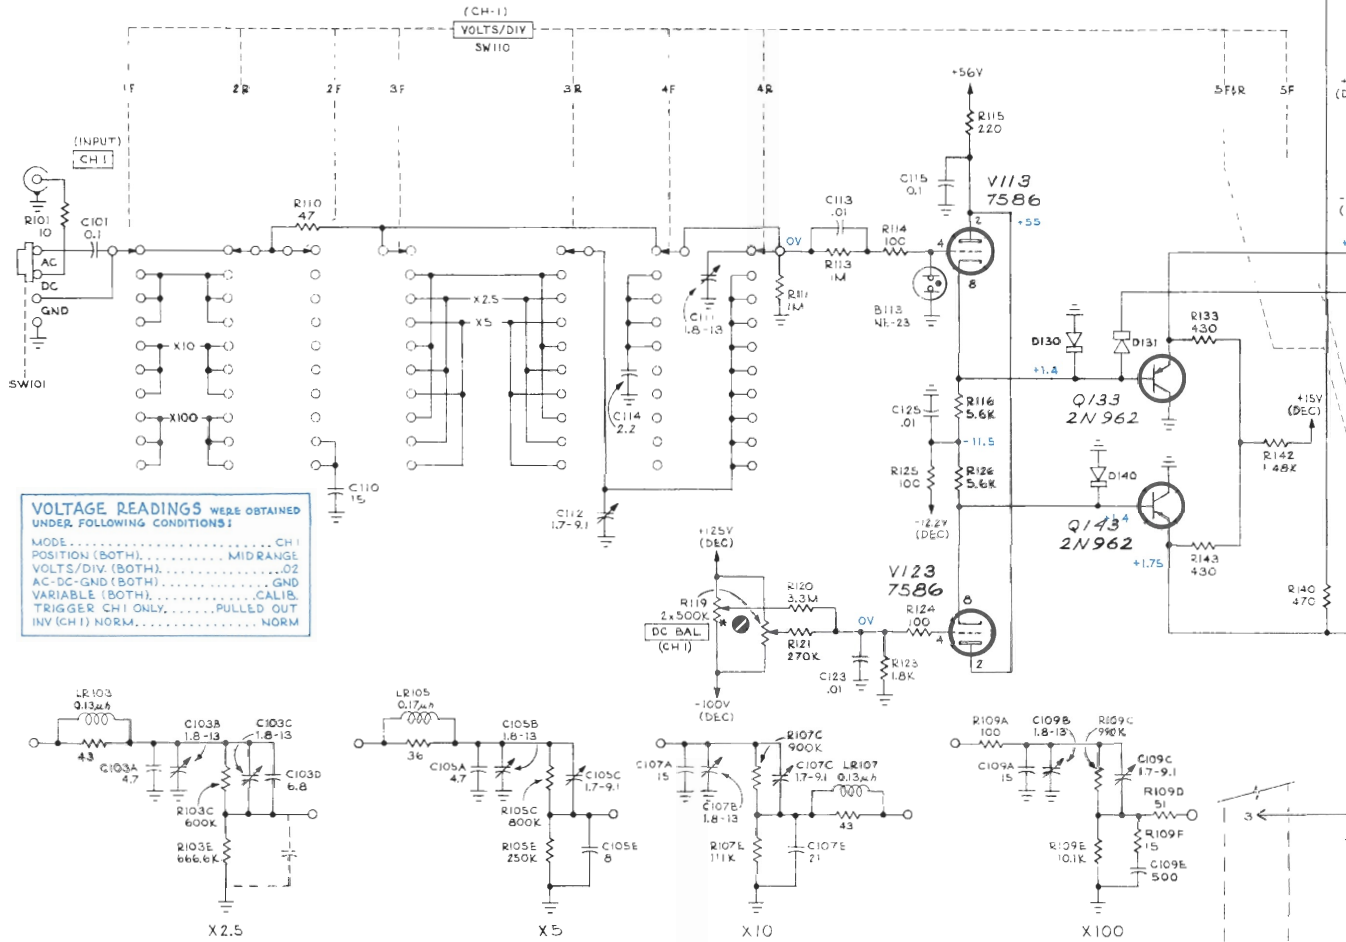 (CH-1)
VOLTS/DIV
SW110
1F
2R
2F
3F
3R
4F
4R
5F&R
5F
+56V
R115
220
C115
0.1
V113
7586
2
+55
4
8
(INPUT)
CH 1
R101
10
C101
0.1
AC
DC
GND
SW101
R110
47
X10
X100
X2.5
X5
C110
15
C111
1.8-13
C114
2.2
C112
1.7-9.1
R111
1M
0V
C113
.01
R113
1M
R114
100
B113
NE-23
D130
D131
+1.4
R133
430
Q133
2N962
+15V
(DEC)
R142
1.48K
C125
.01
R116
5.6K
-11.5
R125
10C
R126
5.6K
-12.2V
(DEC)
D140
+1.4
Q143
2N962
+1.75
R143
430
R140
470
VOLTAGE READINGS WERE OBTAINED
UNDER FOLLOWING CONDITIONS:
MODE.......................... CH 1
POSITION (BOTH)........... MIDRANGE
VOLTS/DIV. (BOTH)................ .02
AC-DC-GND (BOTH)............. GND
VARIABLE (BOTH)............. CALIB.
TRIGGER CH1 ONLY....... PULLED OUT
INV (CH 1) NORM.............. NORM
+125V
(DEC)
R119
2x500K
*
DC BAL
(CH 1)
-100V
(DEC)
R120
3.3M
R121
270K
0V
C123
.01
R123
1.8K
R124
100
V123
7586
8
4
2
LR103
0.13μh
43
C103A
4.7
C103B
1.8-13
C103C
1.8-13
C103D
6.8
R103C
600K
R103E
666.6K
X2.5
LR105
0.17μh
36
C105A
4.7
C105B
1.8-13
C105C
1.7-9.1
R105C
800K
R105E
250K
C105E
8
X5
C107A
15
C107B
1.8-13
R107C
900K
C107C
1.7-9.1
LR107
0.13μh
43
R107E
111K
C107E
21
X10
R109A
100
C109A
15
C109B
1.8-13
R109C
990K
C109C
1.7-9.1
R109D
51
R109F
15
R109E
10.1K
C109E
500
X100
3